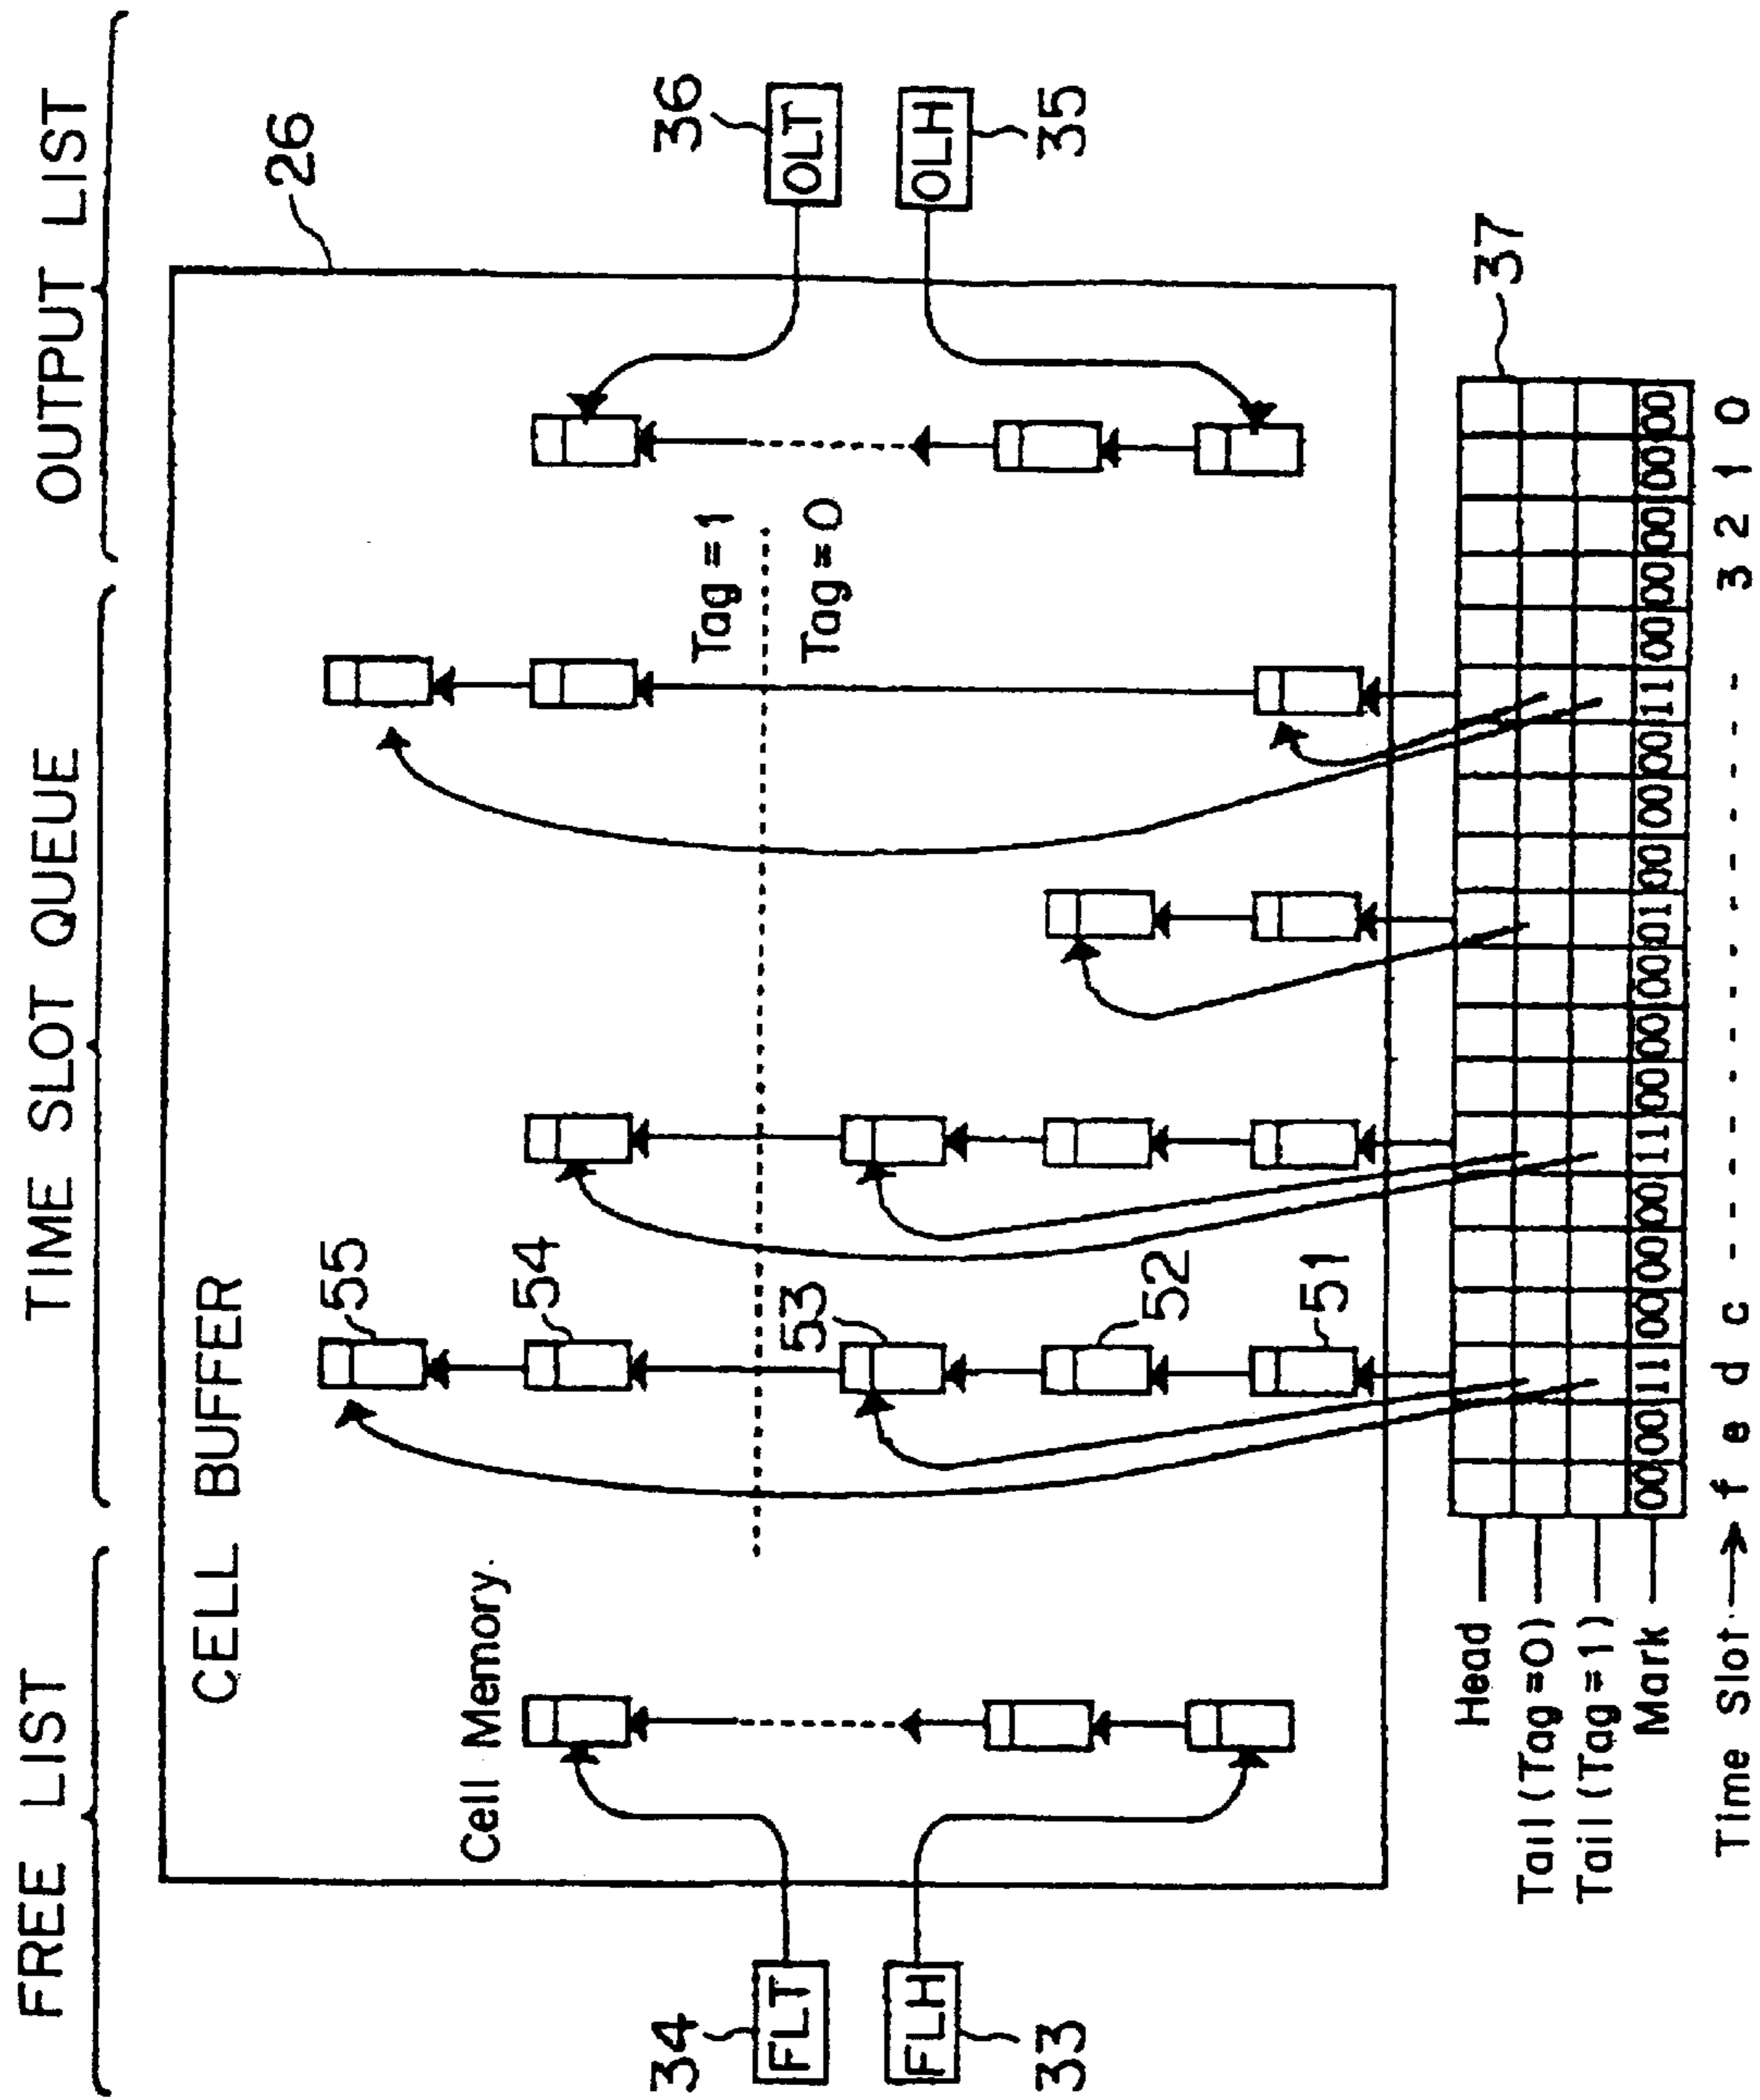 FREE LIST
TIME SLOT QUEUE
OUTPUT LIST
CELL BUFFER
26
Cell Memory
55
54
53
52
51
Tag = 1
Tag = 0
34
FLT
FLH
33
36
OLT
OLH
35
37
Head
Tail (Tag = 0)
Tail (Tag = 1)
Mark 00 00 11 00 00 00 11 00 00 00 01 00 00 00 11 00 00 00 00 00
Time Slot → f e d c - - - - - - - - - - - - - - 3 2 1 0